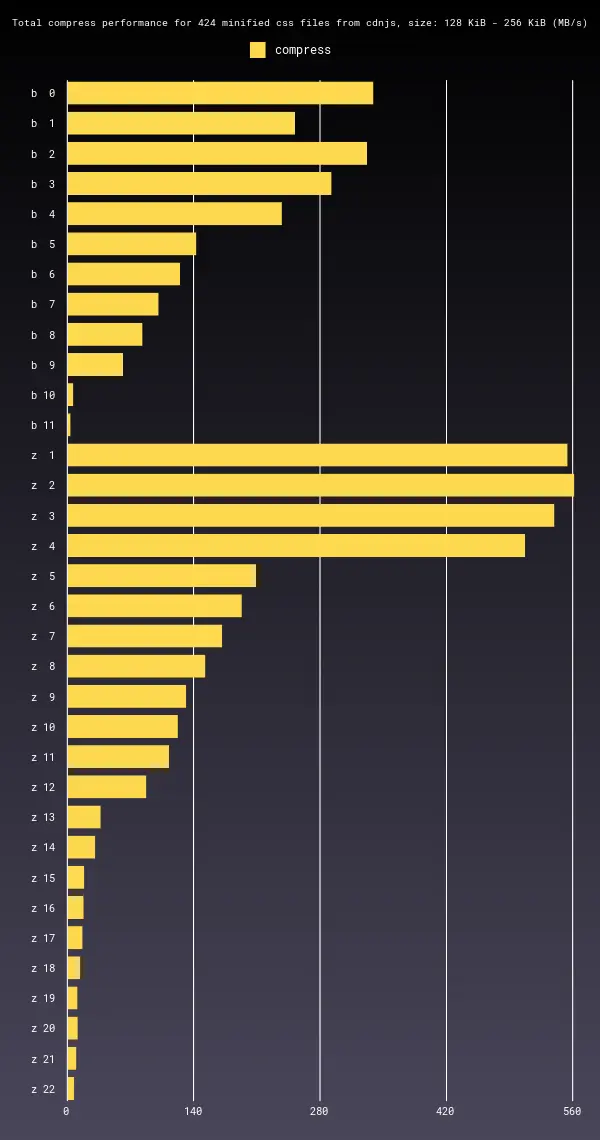 Total compress performance for 424 minified css files from cdnjs, size: 128 KiB - 256 KiB (MB/s)
compress
b 0
b 1
b 2
b 3
b 4
b 5
b 6
b 7
b 8
b 9
b 10
b 11
z 1
z 2
z 3
z 4
z 5
z 6
z 7
z 8
z 9
z 10
z 11
z 12
z 13
z 14
z 15
z 16
z 17
z 18
z 19
z 20
z 21
z 22
0 140 280 420 560